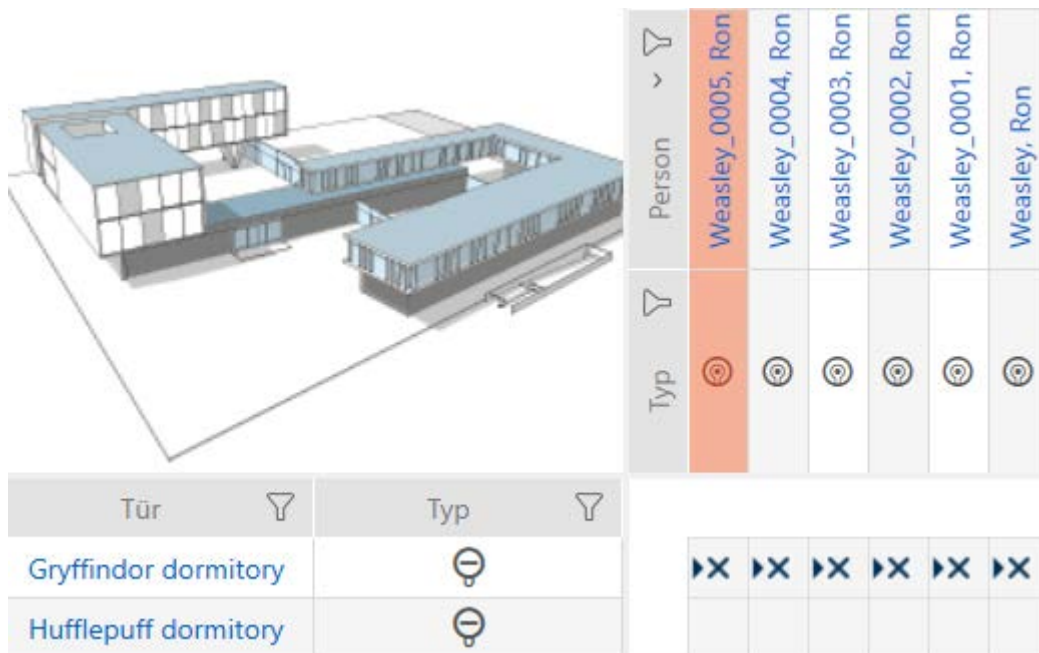 Person
Weasley_0005, Ron
Weasley_0004, Ron
Weasley_0003, Ron
Weasley_0002, Ron
Weasley_0001, Ron
Weasley, Ron
Typ
Tür
Typ
Gryffindor dormitory
Hufflepuff dormitory